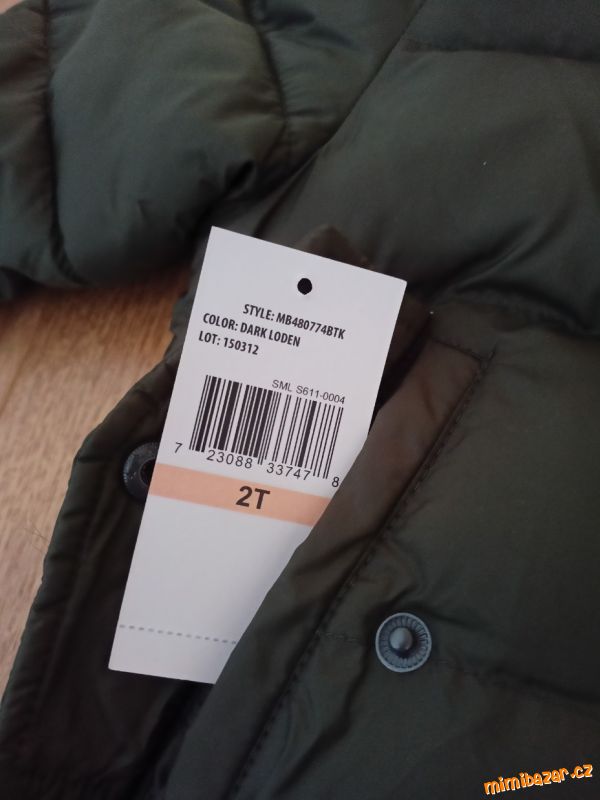 STYLE: MB480774BTK
COLOR: DARK LODEN
LOT: 150312
SML S611-0004
7 23088 33747 8
2T
mimibazar.cz